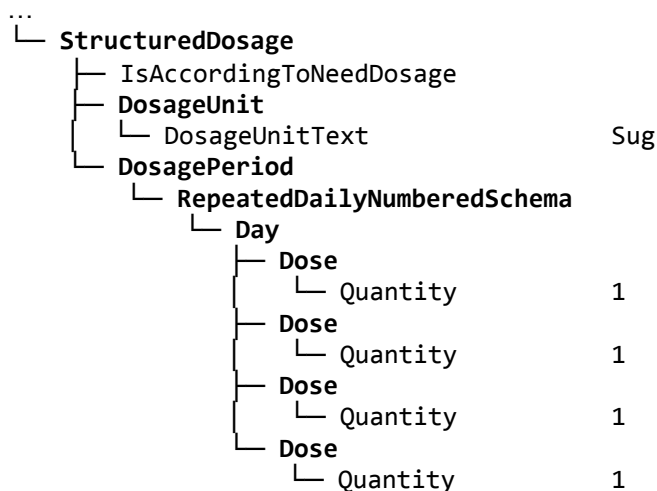 …
└─ StructuredDosage
├─ IsAccordingToNeedDosage
├─ DosageUnit
│ └─ DosageUnitText Sug
└─ DosagePeriod
└─ RepeatedDailyNumberedSchema
└─ Day
├─ Dose
│ └─ Quantity 1
├─ Dose
│ └─ Quantity 1
├─ Dose
│ └─ Quantity 1
└─ Dose
└─ Quantity 1